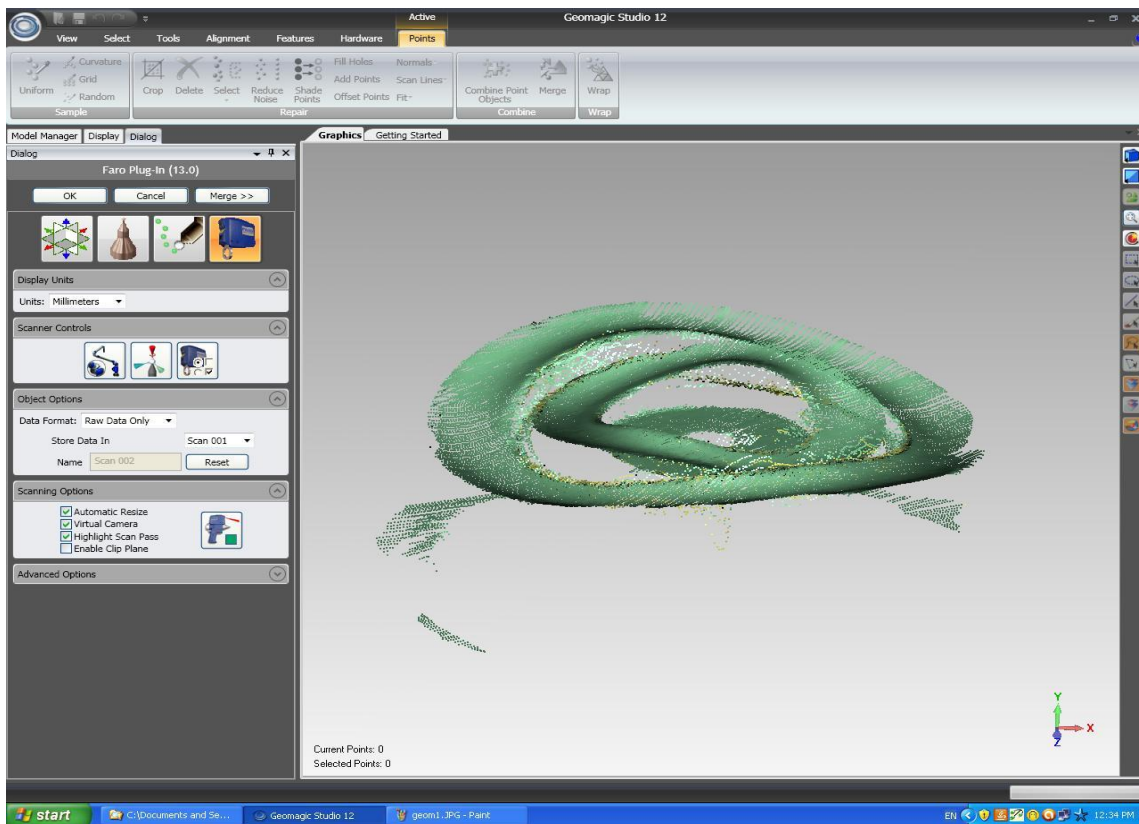 Active
Geomagic Studio 12
View Select Tools Alignment Features Hardware Points
Curvature
Fill Holes
Normals
Grid
Add Points
Scan Lines
Uniform
Random
Crop Delete Select Reduce Noise Shade Points
Offset Points
Fit
Combine Point Objects
Merge
Wrap
Sample
Repair
Combine
Wrap
Model Manager Display Dialog
Graphics Getting Started
Dialog
Faro Plug-In (13.0)
OK Cancel Merge >>
Display Units
Units: Millimeters
Scanner Controls
Object Options
Data Format: Raw Data Only
Store Data In Scan 001
Name Scan 002 Reset
Scanning Options
Automatic Resize
Virtual Camera
Highlight Scan Pass
Enable Clip Plane
Advanced Options
Y
X
Z
Current Points: 0
Selected Points: 0
start C:\Documents and Se... Geomagic Studio 12 geom1.JPG - Paint EN 12:34 PM